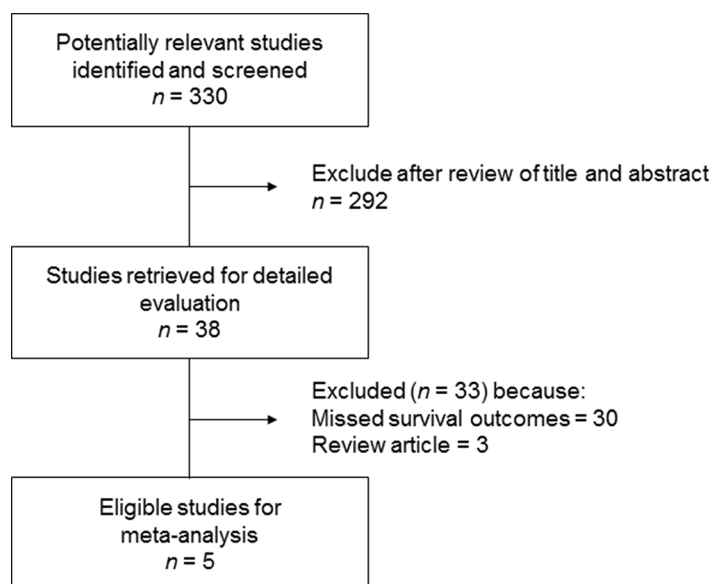 Potentially relevant studies
identified and screened
n = 330
Exclude after review of title and abstract
n = 292
Studies retrieved for detailed
evaluation
n = 38
Excluded (n = 33) because:
Missed survival outcomes = 30
Review article = 3
Eligible studies for
meta-analysis
n = 5